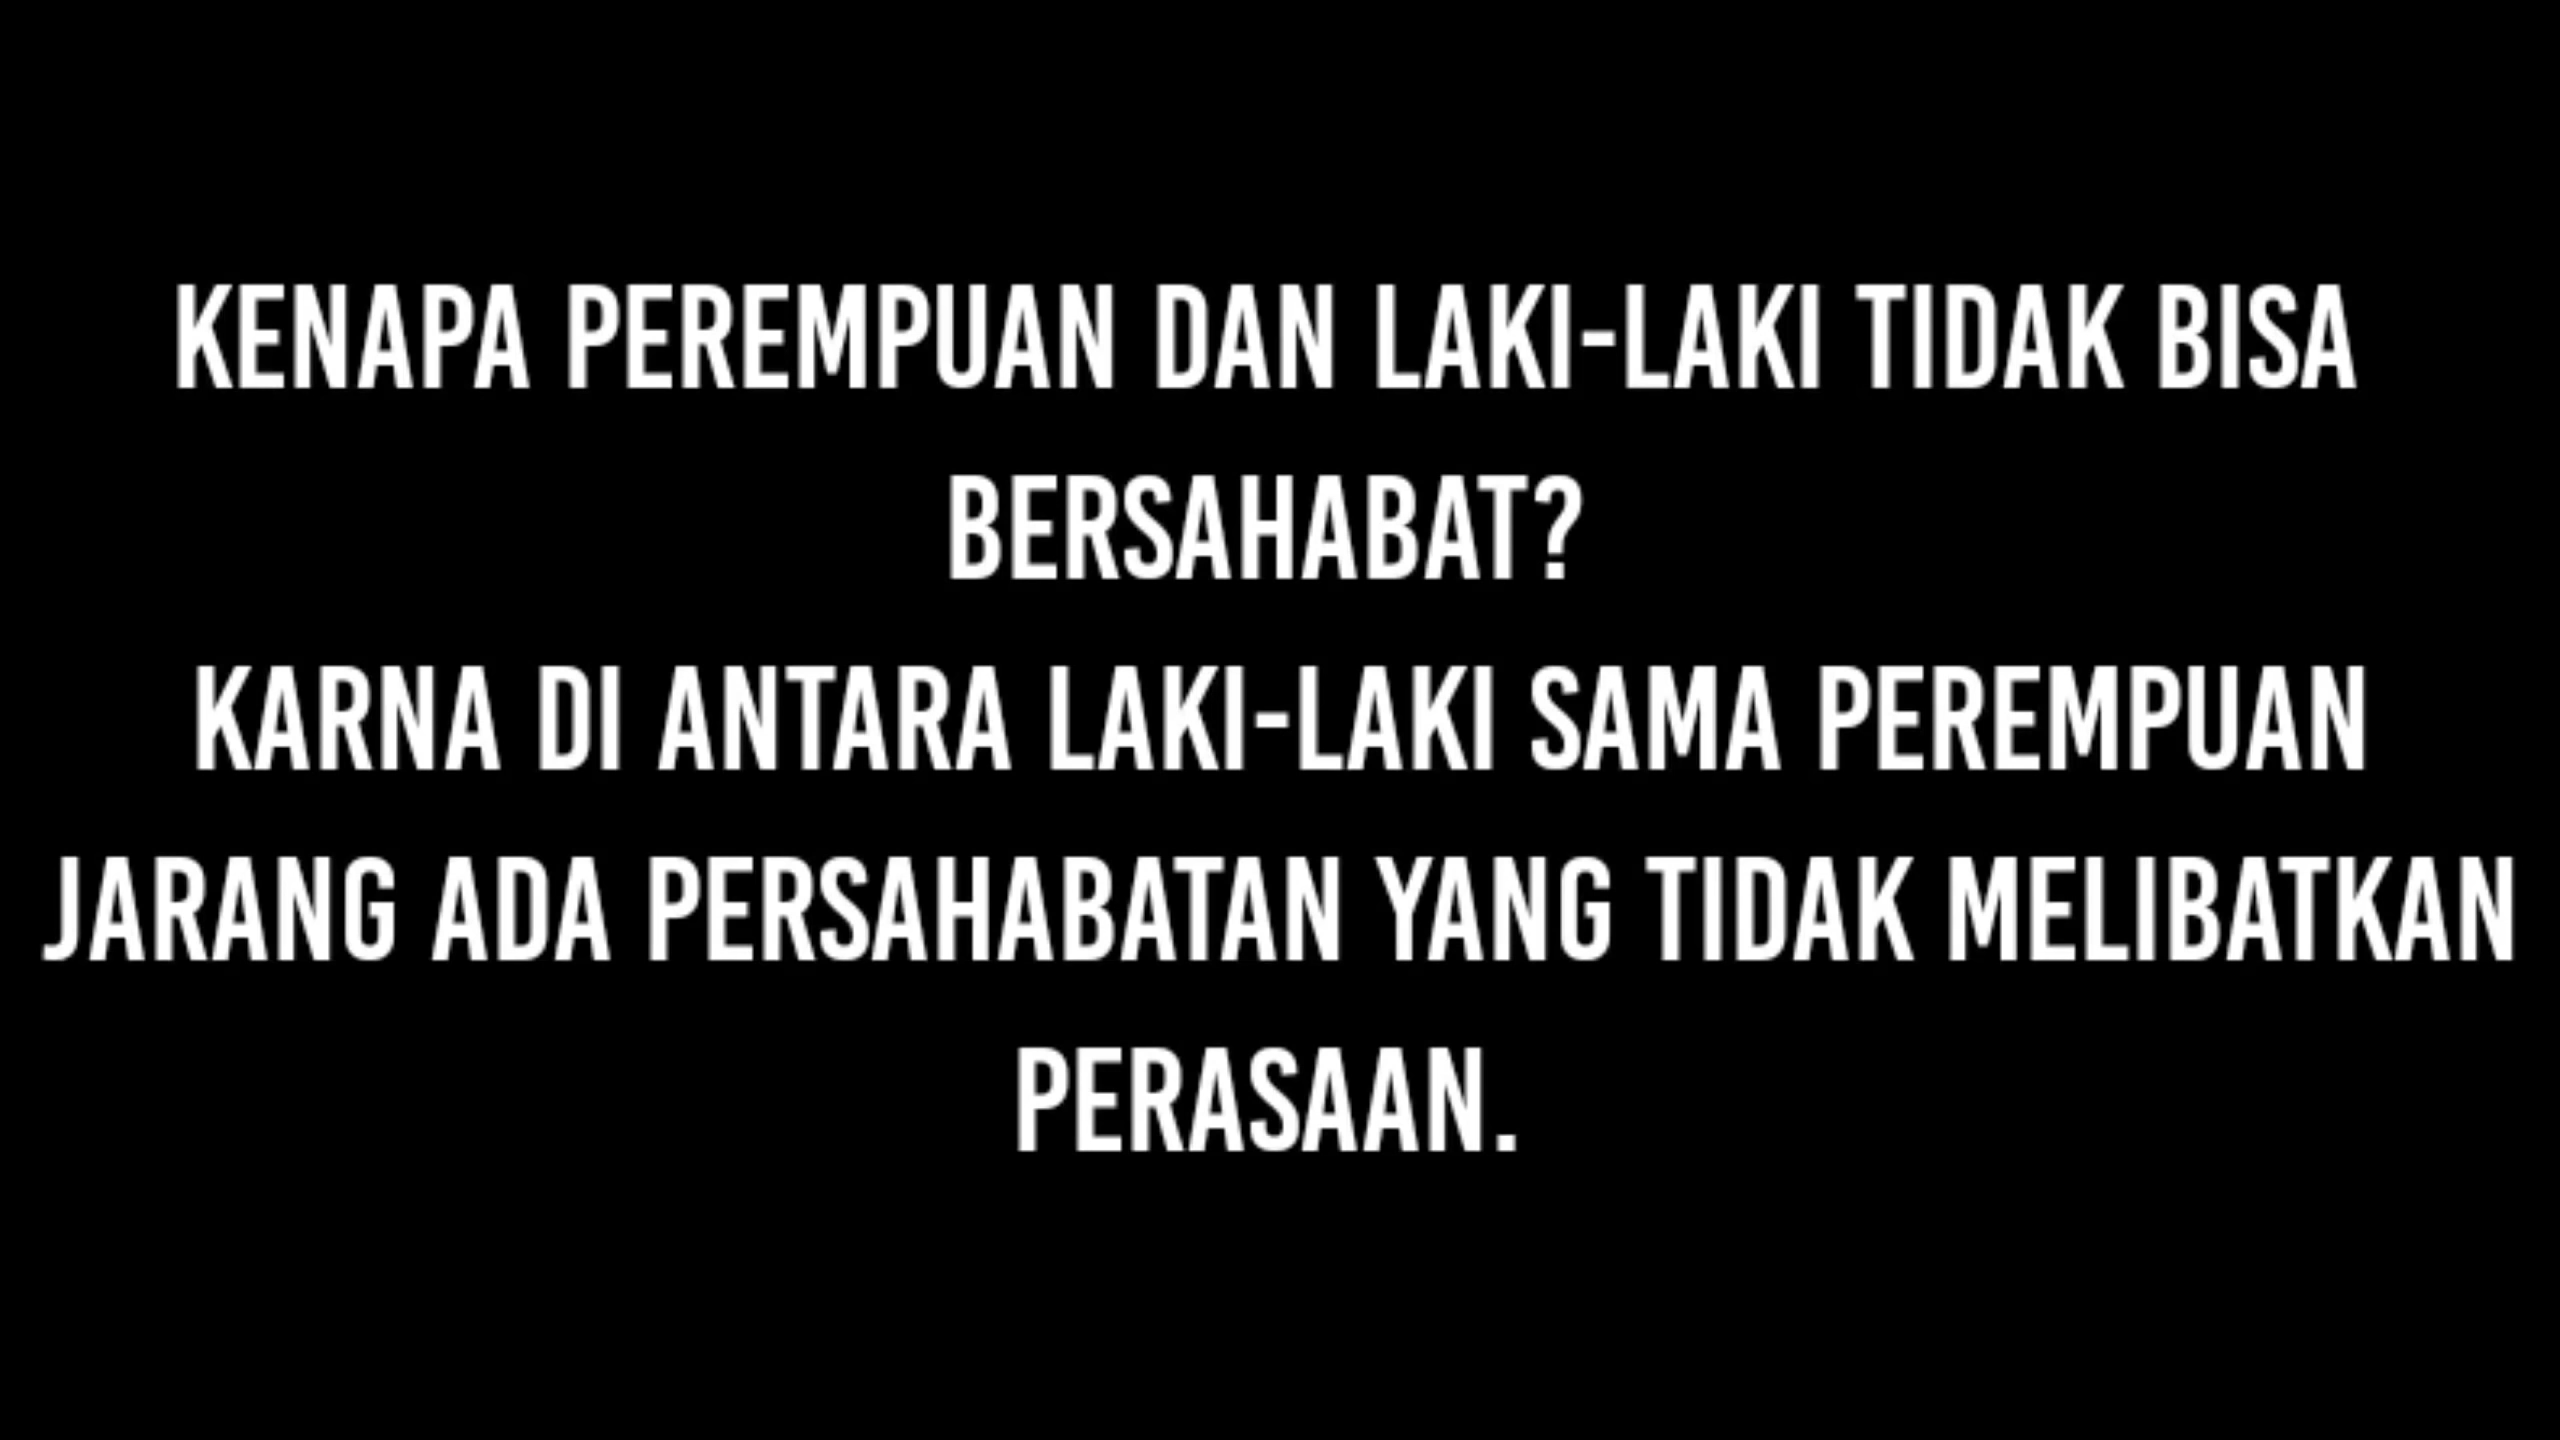 KENAPA PEREMPUAN DAN LAKI-LAKI TIDAK BISA
BERSAHABAT?
KARNA DI ANTARA LAKI-LAKI SAMA PEREMPUAN
JARANG ADA PERSAHABATAN YANG TIDAK MELIBATKAN
PERASAAN.